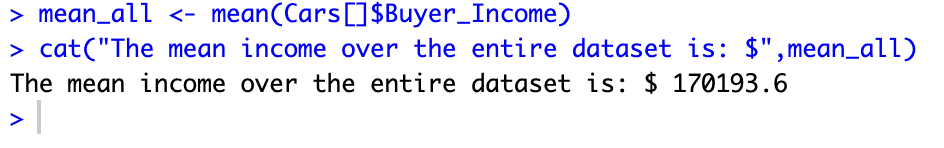 > mean_all <- mean(Cars[]$Buyer_Income)
> cat("The mean income over the entire dataset is: $",mean_all)
The mean income over the entire dataset is: $ 170193.6
>